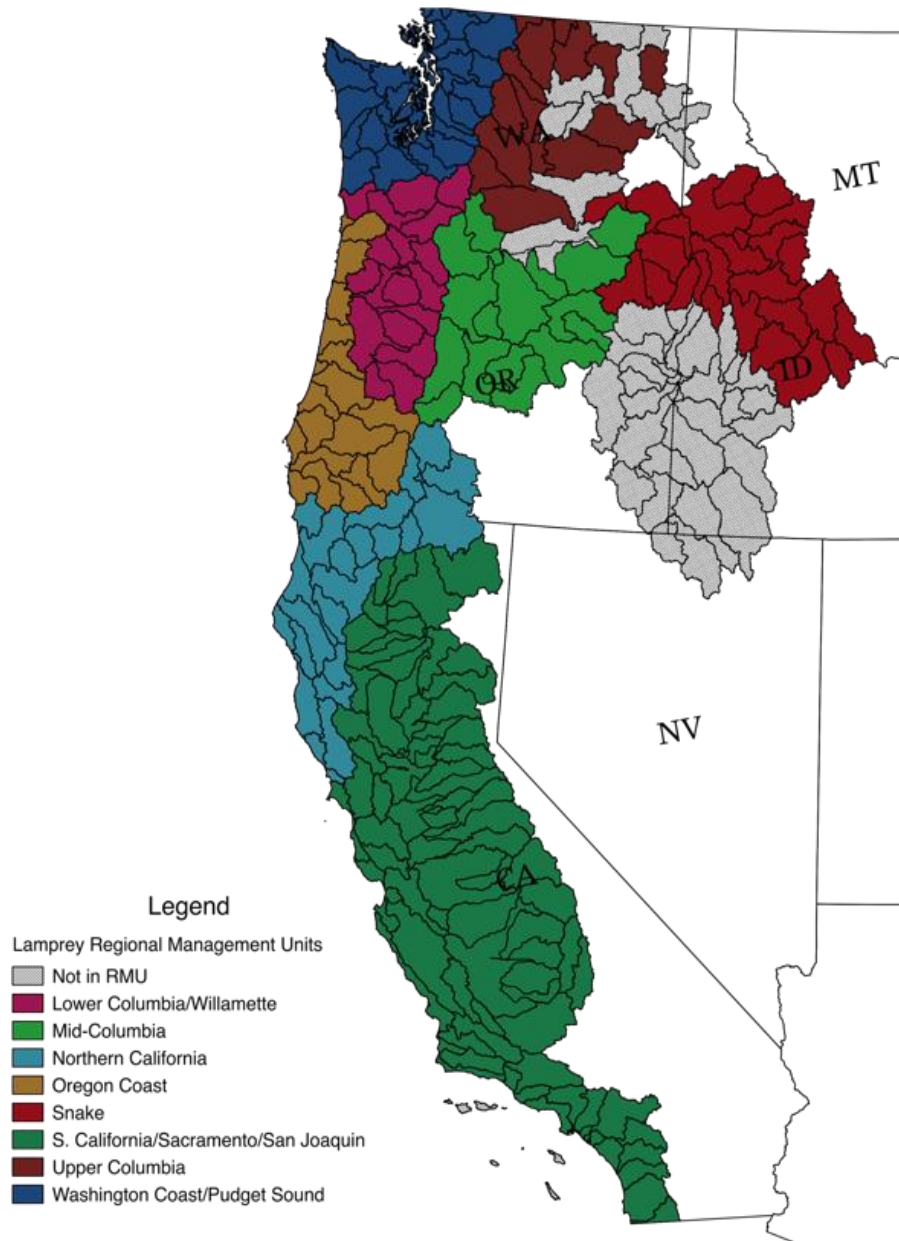 WA
MT
OR
ID
NV
CA
Legend
Lamprey Regional Management Units
Not in RMU
Lower Columbia/Willamette
Mid-Columbia
Northern California
Oregon Coast
Snake
S. California/Sacramento/San Joaquin
Upper Columbia
Washington Coast/Pudget Sound